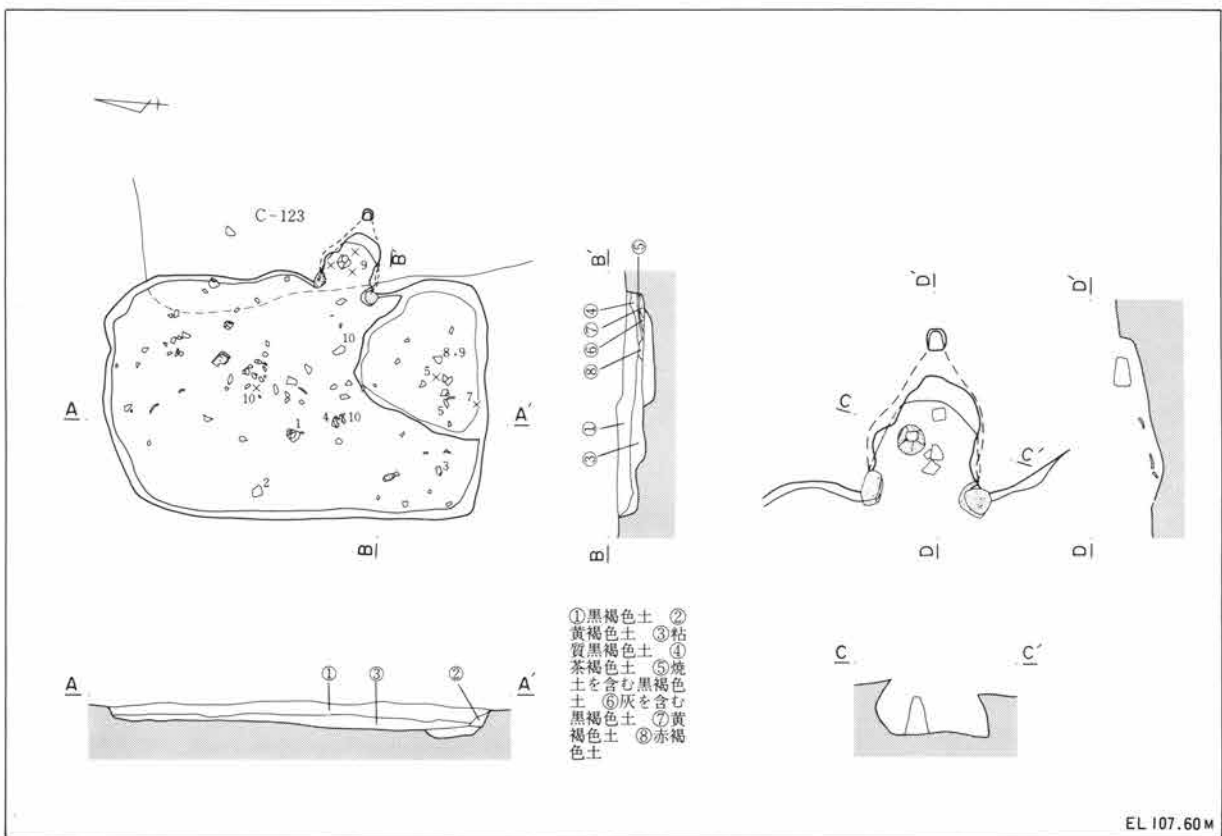 C-123
B′
9
10
8・9
5
7
10
5
A
A′
4
10
1
3
2
B
B′
⑤
④
⑦
⑥
⑧
①
③
B
D′
D′
C
C′
D
D
①黒褐色土 ②
黄褐色土 ③粘
質黒褐色土 ④
茶褐色土 ⑤焼
土を含む黒褐色
土 ⑥灰を含む
黒褐色土 ⑦黄
褐色土 ⑧赤褐
色土
A
①
③
②
A′
C
C′
EL 107.60M